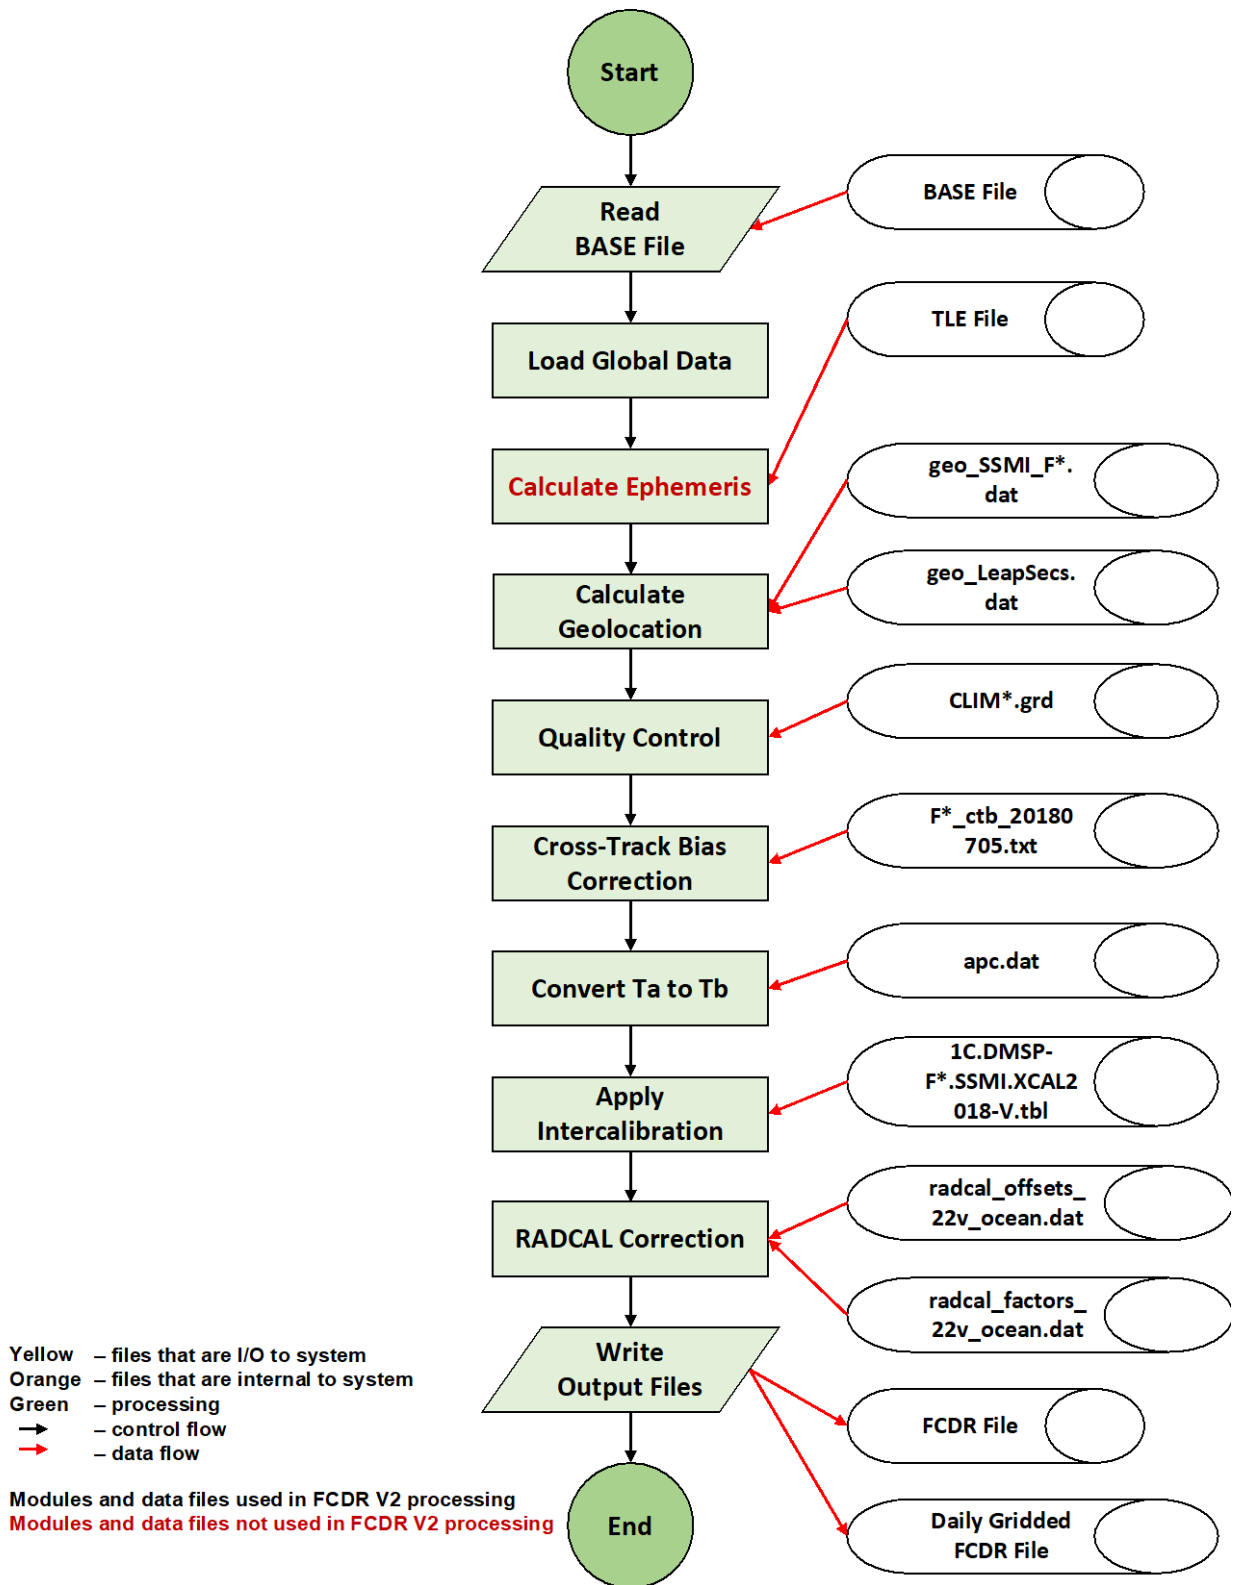 Start
Read
BASE File
BASE File
Load Global Data
TLE File
Calculate Ephemeris
geo_SSMI_F*.
dat
Calculate
Geolocation
geo_LeapSecs.
dat
Quality Control
CLIM*.grd
Cross-Track Bias
Correction
F*_ctb_20180
705.txt
Convert Ta to Tb
apc.dat
Apply
Intercalibration
1C.DMSP-
F*.SSMI.XCAL2
018-V.tbl
RADCAL Correction
radcal_offsets_
22v_ocean.dat
radcal_factors_
22v_ocean.dat
Write
Output Files
FCDR File
Daily Gridded
FCDR File
End
Yellow – files that are I/O to system
Orange – files that are internal to system
Green – processing
– control flow
– data flow
Modules and data files used in FCDR V2 processing
Modules and data files not used in FCDR V2 processing